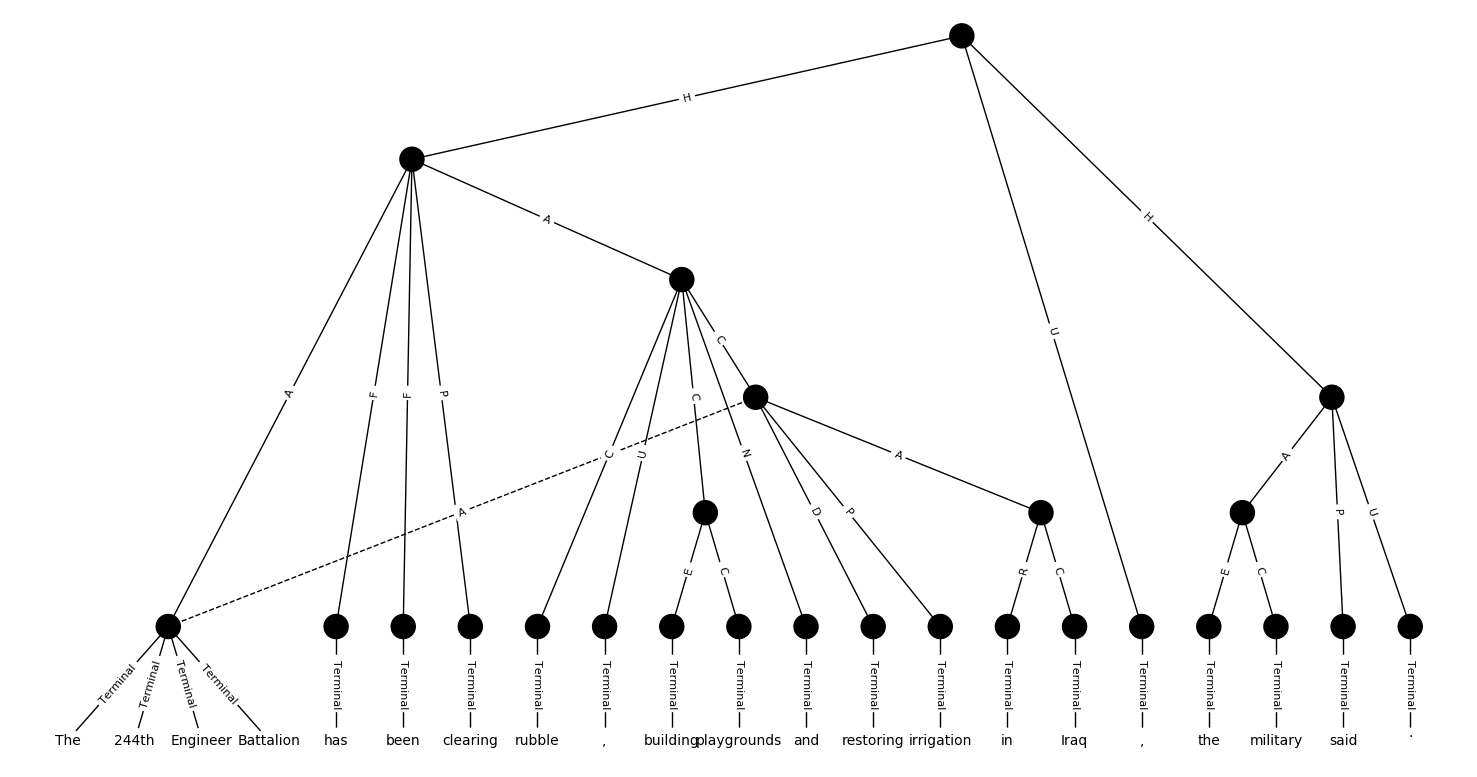 H
A
H
U
C
A
F
F
P
C
A
C
U
N
A
P
A
D
P
U
E
C
R
C
E
C
Terminal Terminal Terminal Terminal Terminal Terminal Terminal Terminal Terminal Terminal Terminal Terminal Terminal Terminal Terminal Terminal Terminal Terminal Terminal Terminal Terminal
The 244th Engineer Battalion has been clearing rubble , building playgrounds and restoring irrigation in Iraq , the military said .